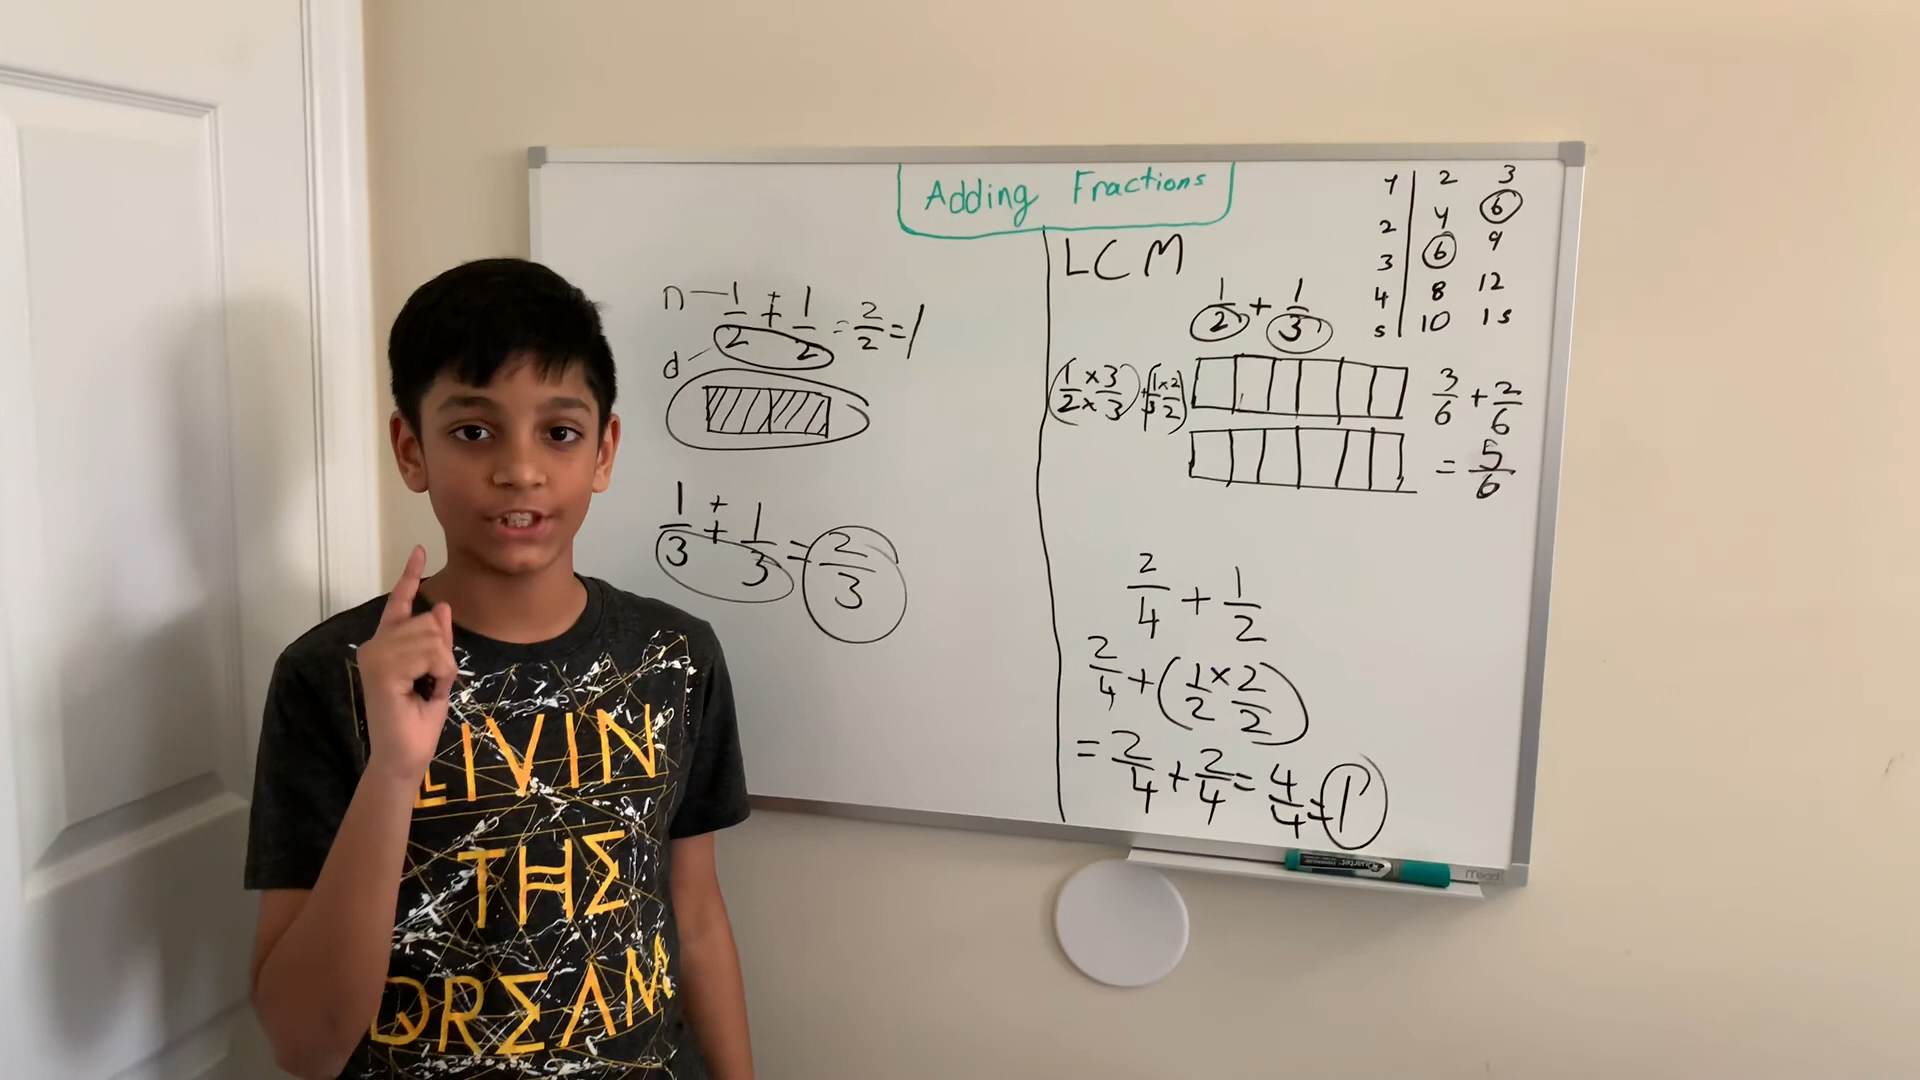 Adding Fractions
n — 1/2 + 1/2 = 2/2 = 1
d
1/3 + 1/3 = 2/3
LCM
1/2 + 1/3
1 | 2 3
2 | 4 6
3 | 6 9
4 | 8 12
5 | 10 15
(1/2 × 3/3) + (1/3 × 2/2)
3/6 + 2/6
= 5/6
2/4 + 1/2
2/4 + (1/2 × 2/2)
= 2/4 + 2/4 = 4/4 = 1
Quartet
Mead
LIVIN
THE
DREAM